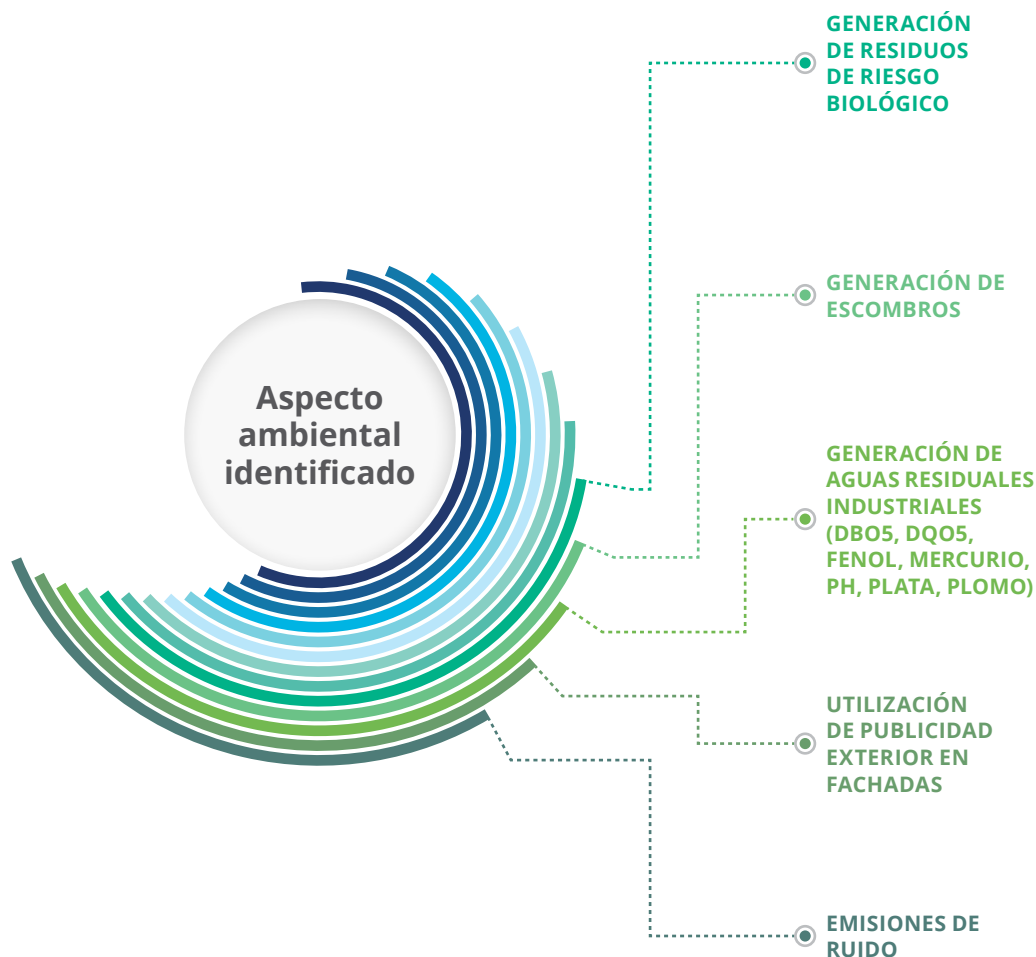 GENERACIÓN
DE RESIDUOS
DE RIESGO
BIOLÓGICO
GENERACIÓN DE
ESCOMBROS
Aspecto
ambiental
identificado
GENERACIÓN DE
AGUAS RESIDUALES
INDUSTRIALES
(DBO5, DQO5,
FENOL, MERCURIO,
PH, PLATA, PLOMO)
UTILIZACIÓN
DE PUBLICIDAD
EXTERIOR EN
FACHADAS
EMISIONES DE
RUIDO